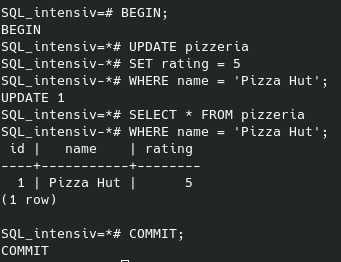 SQL_intensiv=# BEGIN;
BEGIN
SQL_intensiv=*# UPDATE pizzeria
SQL_intensiv-*# SET rating = 5
SQL_intensiv-*# WHERE name = 'Pizza Hut';
UPDATE 1
SQL_intensiv=*# SELECT * FROM pizzeria
SQL_intensiv-*# WHERE name = 'Pizza Hut';
 id |   name    | rating
----+-----------+--------
  1 | Pizza Hut |      5
(1 row)

SQL_intensiv=*# COMMIT;
COMMIT